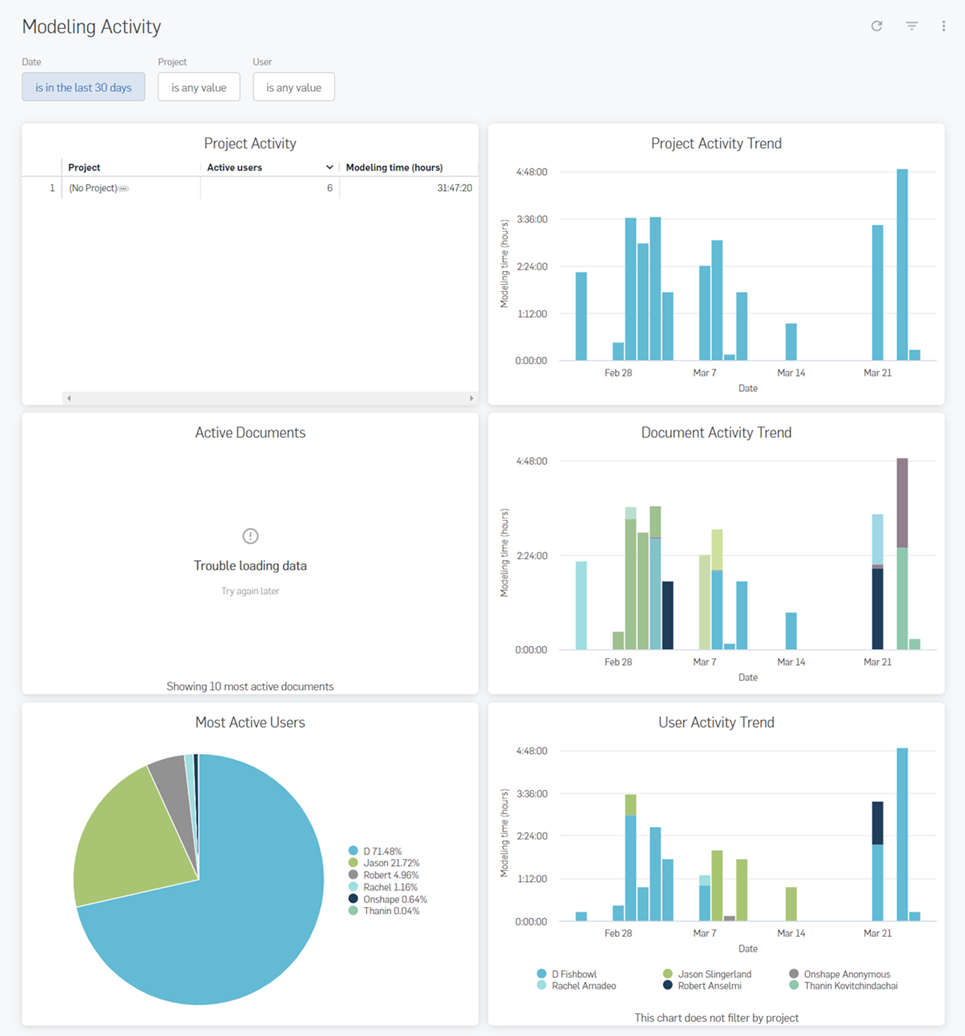 Modeling Activity
Date Project User
is in the last 30 days is any value is any value
Project Activity
Project Active users Modeling time (hours)
1 (No Project) 6 31:47:20
Project Activity Trend
Modeling time (hours)
4:48:00
3:36:00
2:24:00
1:12:00
0:00:00
Feb 28 Mar 7 Mar 14 Mar 21
Date
Active Documents
Trouble loading data
Try again later
Showing 10 most active documents
Document Activity Trend
Modeling time (hours)
4:48:00
2:24:00
0:00:00
Feb 28 Mar 7 Mar 14 Mar 21
Date
Most Active Users
D 71.48%
Jason 21.72%
Robert 4.96%
Rachel 1.16%
Onshape 0.64%
Thanin 0.04%
User Activity Trend
Modeling time (hours)
4:48:00
3:36:00
2:24:00
1:12:00
0:00:00
Feb 28 Mar 7 Mar 14 Mar 21
Date
D Fishbowl Jason Slingerland Onshape Anonymous
Rachel Amadeo Robert Anselmi Thanin Kovitchindachai
This chart does not filter by project